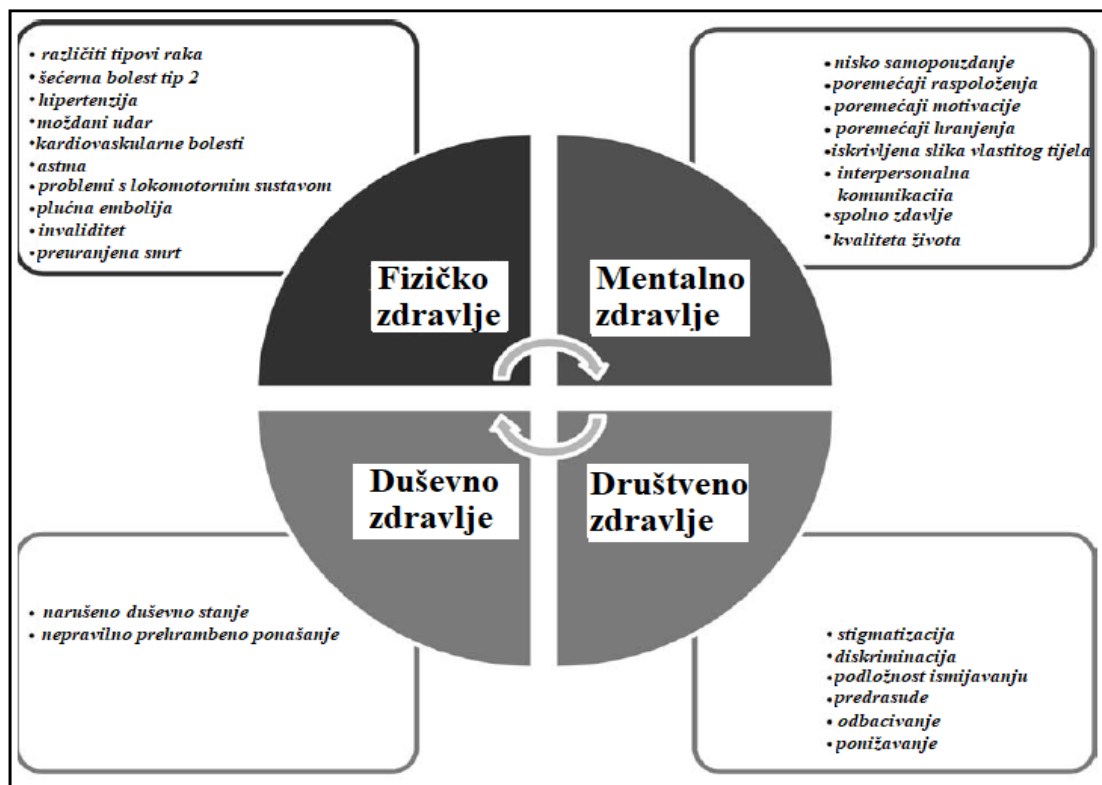 • različiti tipovi raka
• šećerna bolest tip 2
• hipertenzija
• moždani udar
• kardiovaskularne bolesti
• astma
• problemi s lokomotornim sustavom
• plućna embolija
• invaliditet
• preuranjena smrt
• nisko samopouzdanje
• poremećaji raspoloženja
• poremećaji motivacije
• poremećaji hranjenja
• iskrivljena slika vlastitog tijela
• interpersonalna
komunikacija
• spolno zdavlje
• kvaliteta života
Fizičko
zdravlje
Mentalno
zdravlje
Duševno
zdravlje
Društveno
zdravlje
• narušeno duševno stanje
• nepravilno prehrambeno ponašanje
• stigmatizacija
• diskriminacija
• podložnost ismijavanju
• predrasude
• odbacivanje
• ponižavanje